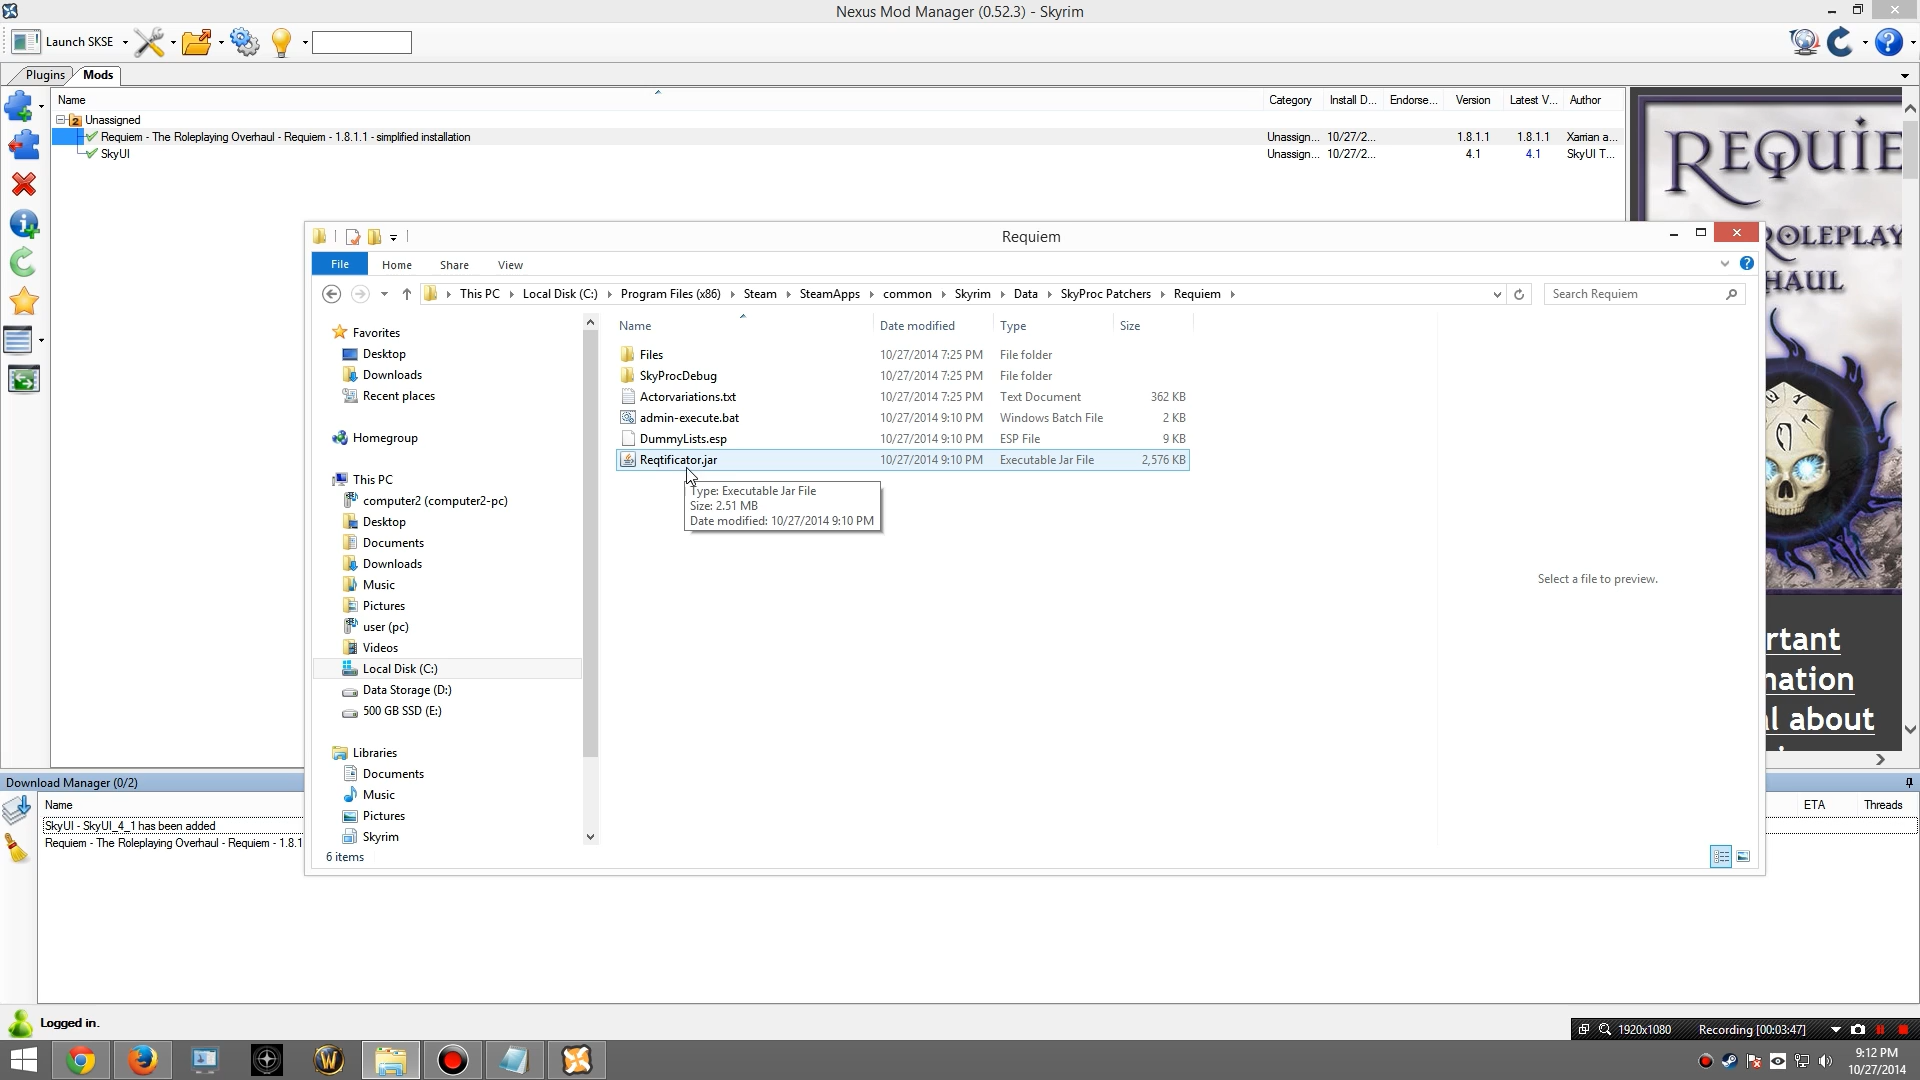 Nexus Mod Manager (0.52.3) - Skyrim
Launch SKSE
Plugins Mods
Name Category Install D... Endorse... Version Latest V... Author
2 Unassigned
Requiem - The Roleplaying Overhaul - Requiem - 1.8.1.1 - simplified installation Unassign... 10/27/2... 1.8.1.1 1.8.1.1 Xarrian a...
SkyUI Unassign... 10/27/2... 4.1 4.1 SkyUI T...
REQUIE
ROLEPLAY
HAUL
rtant
nation
l about
Requiem
File Home Share View
This PC Local Disk (C:) Program Files (x86) Steam SteamApps common Skyrim Data SkyProc Patchers Requiem
Search Requiem
Name Date modified Type Size
Favorites
Desktop
Downloads
Recent places
Homegroup
This PC
computer2 (computer2-pc)
Desktop
Documents
Downloads
Music
Pictures
user (pc)
Videos
Local Disk (C:)
Data Storage (D:)
500 GB SSD (E:)
Libraries
Documents
Music
Pictures
Skyrim
Files 10/27/2014 7:25 PM File folder
SkyProcDebug 10/27/2014 7:25 PM File folder
Actorvariations.txt 10/27/2014 7:25 PM Text Document 362 KB
admin-execute.bat 10/27/2014 9:10 PM Windows Batch File 2 KB
DummyLists.esp 10/27/2014 9:10 PM ESP File 9 KB
Reqtificator.jar 10/27/2014 9:10 PM Executable Jar File 2,576 KB
Type: Executable Jar File
Size: 2.51 MB
Date modified: 10/27/2014 9:10 PM
Select a file to preview.
6 items
Download Manager (0/2)
Name ETA Threads
SkyUI - SkyUI_4_1 has been added
Requiem - The Roleplaying Overhaul - Requiem - 1.8.1
Logged in.
1920x1080 Recording [00:03:47]
9:12 PM
10/27/2014